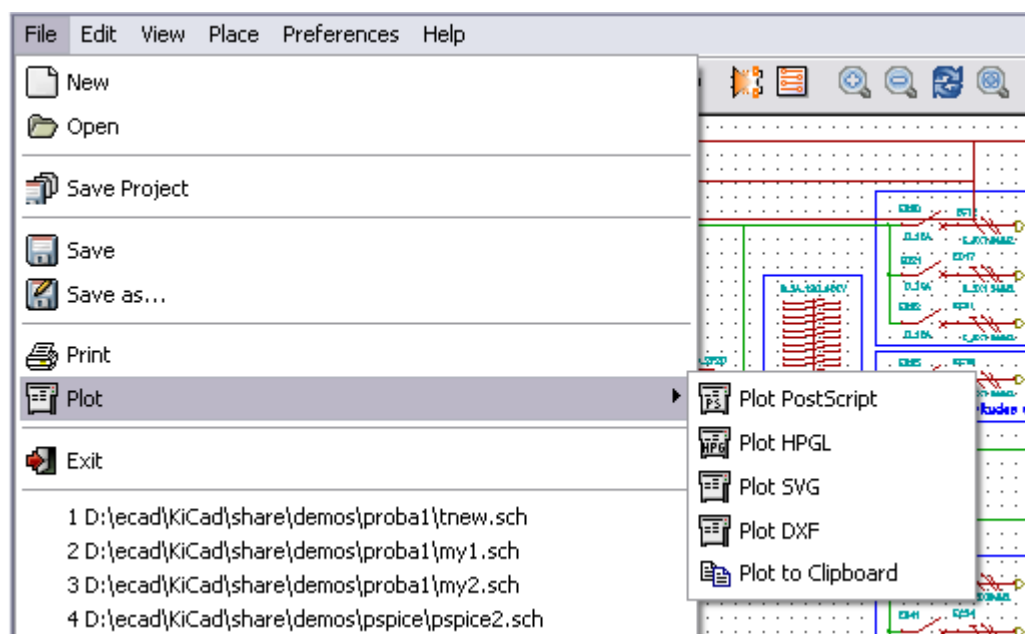 File Edit View Place Preferences Help
New
Open
Save Project
Save
Save as...
Print
Plot
Plot PostScript
Exit
Plot HPGL
Plot SVG
1 D:\ecad\KiCad\share\demos\proba1\tnew.sch
Plot DXF
2 D:\ecad\KiCad\share\demos\proba1\my1.sch
Plot to Clipboard
3 D:\ecad\KiCad\share\demos\proba1\my2.sch
4 D:\ecad\KiCad\share\demos\pspice\pspice2.sch